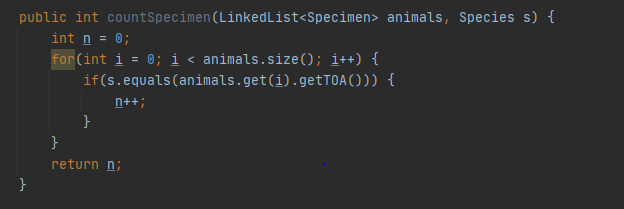 public int countSpecimen(LinkedList<Specimen> animals, Species s) {
    int n = 0;
    for(int i = 0; i < animals.size(); i++) {
        if(s.equals(animals.get(i).getTOA())) {
            n++;
        }
    }
    return n;
}